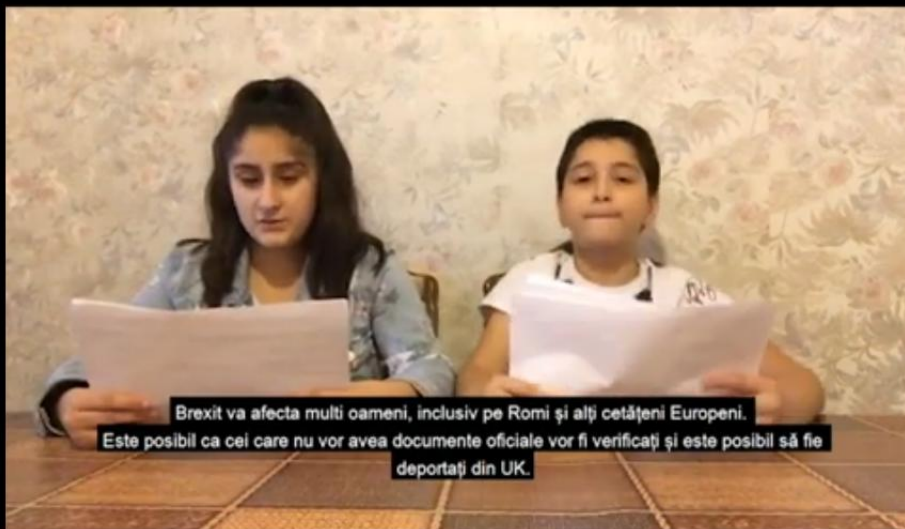 Brexit va afecta multi oameni, inclusiv pe Romi și alți cetățeni Europeni.
Este posibil ca cei care nu vor avea documente oficiale vor fi verificați și este posibil să fie
deportați din UK.